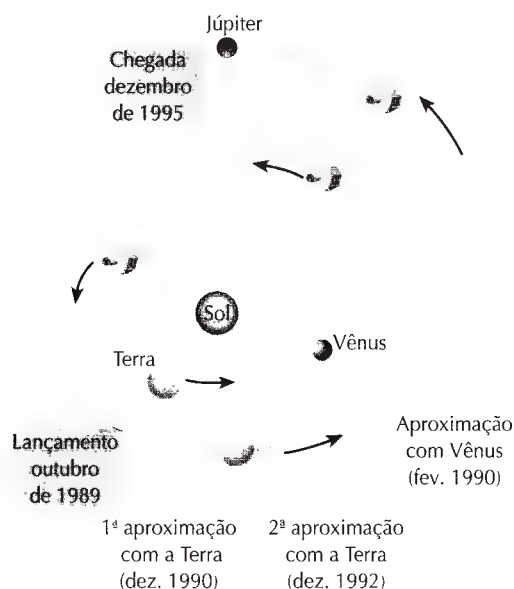 Júpiter
Chegada
dezembro
de 1995
Sol
Vênus
Terra
Lançamento
outubro
de 1989
Aproximação
com Vênus
(fev. 1990)
1ª aproximação
com a Terra
(dez. 1990)
2ª aproximação
com a Terra
(dez. 1992)